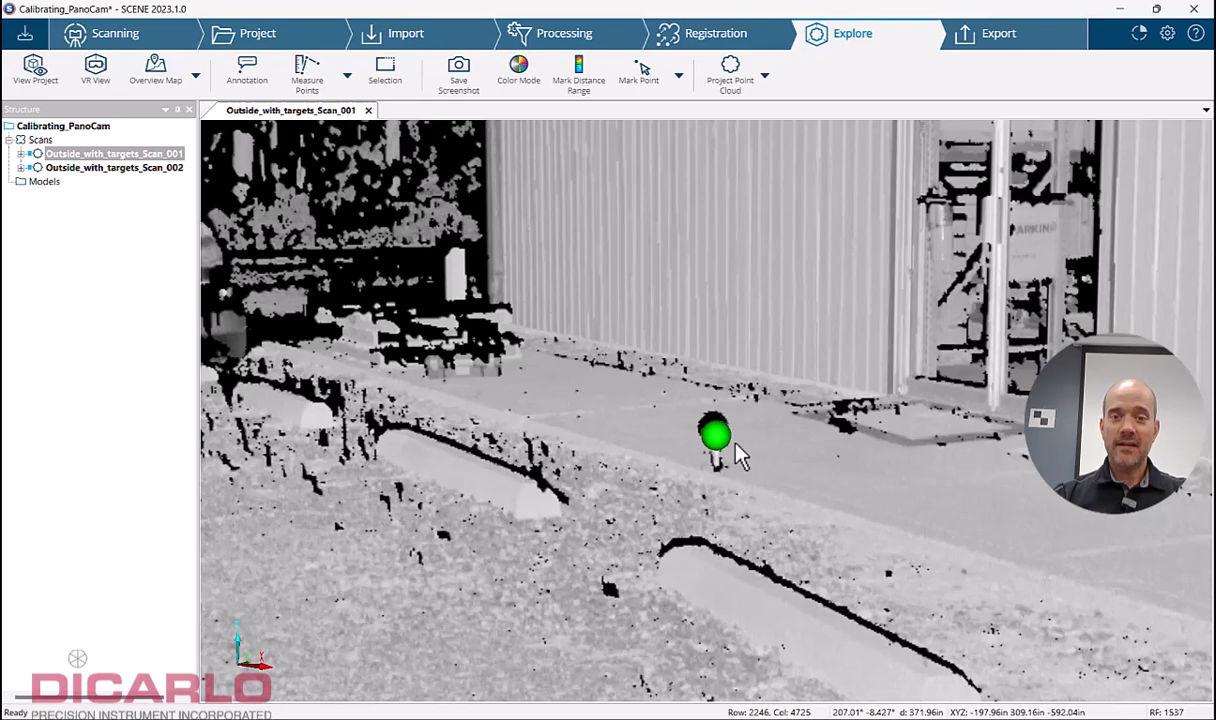 Calibrating_PanoCam* - SCENE 2023.1.0
Scanning
Project
Import
Processing
Registration
Explore
Export
View Project
VR View
Overview Map
Annotation
Measure Points
Selection
Save Screenshot
Color Mode
Mark Distance Range
Mark Point
Project Point Cloud
Structure
Outside_with_targets_Scan_001
Calibrating_PanoCam
Scans
Outside_with_targets_Scan_001
Outside_with_targets_Scan_002
Models
ARKING
X
DICARLO
PRECISION INSTRUMENT INCORPORATED
Ready
Row: 2246, Col: 4725
207.01° -8.427° d: 371.96in
XYZ: -197.96in 309.16in -592.04in
RF: 1537